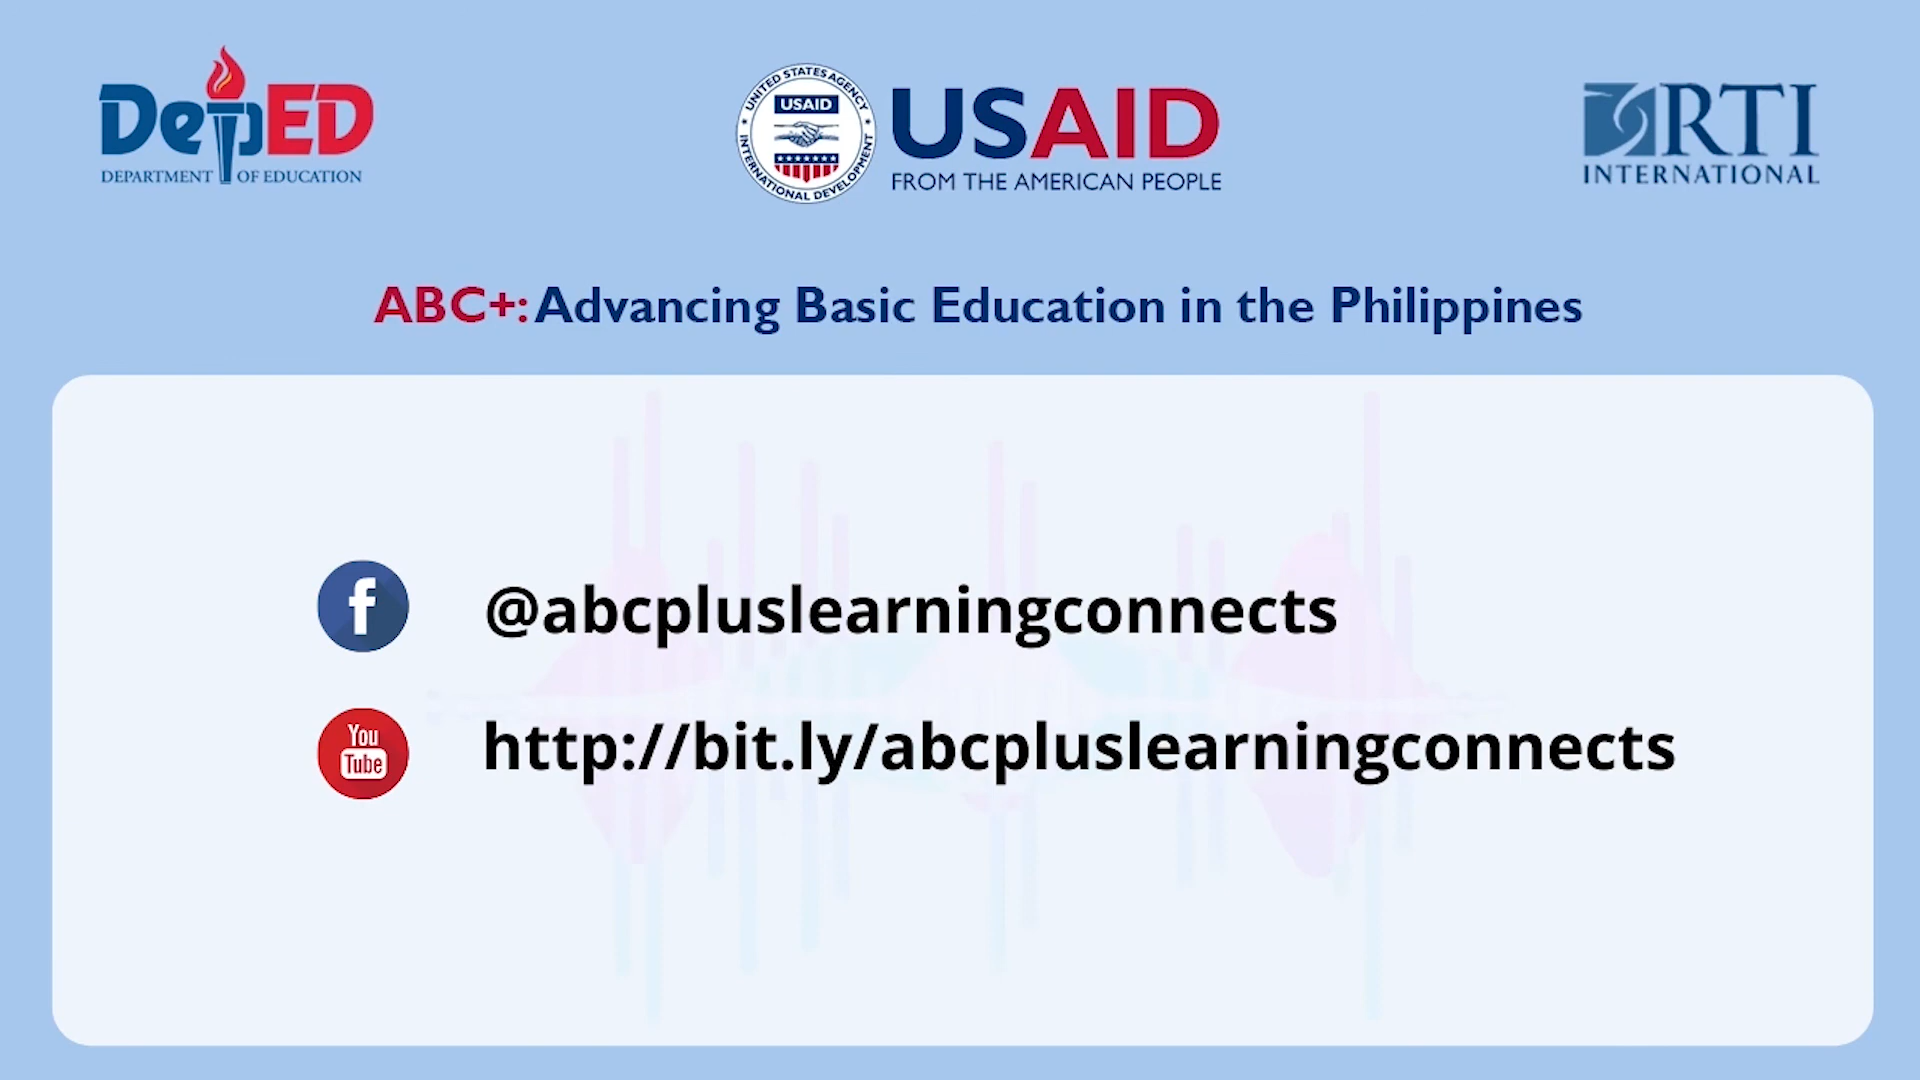 DepED
DEPARTMENT OF EDUCATION
UNITED STATES AGENCY
USAID
INTERNATIONAL DEVELOPMENT
USAID
FROM THE AMERICAN PEOPLE
RTI
INTERNATIONAL
ABC+: Advancing Basic Education in the Philippines
f
@abcpluslearningconnects
You
Tube
http://bit.ly/abcpluslearningconnects